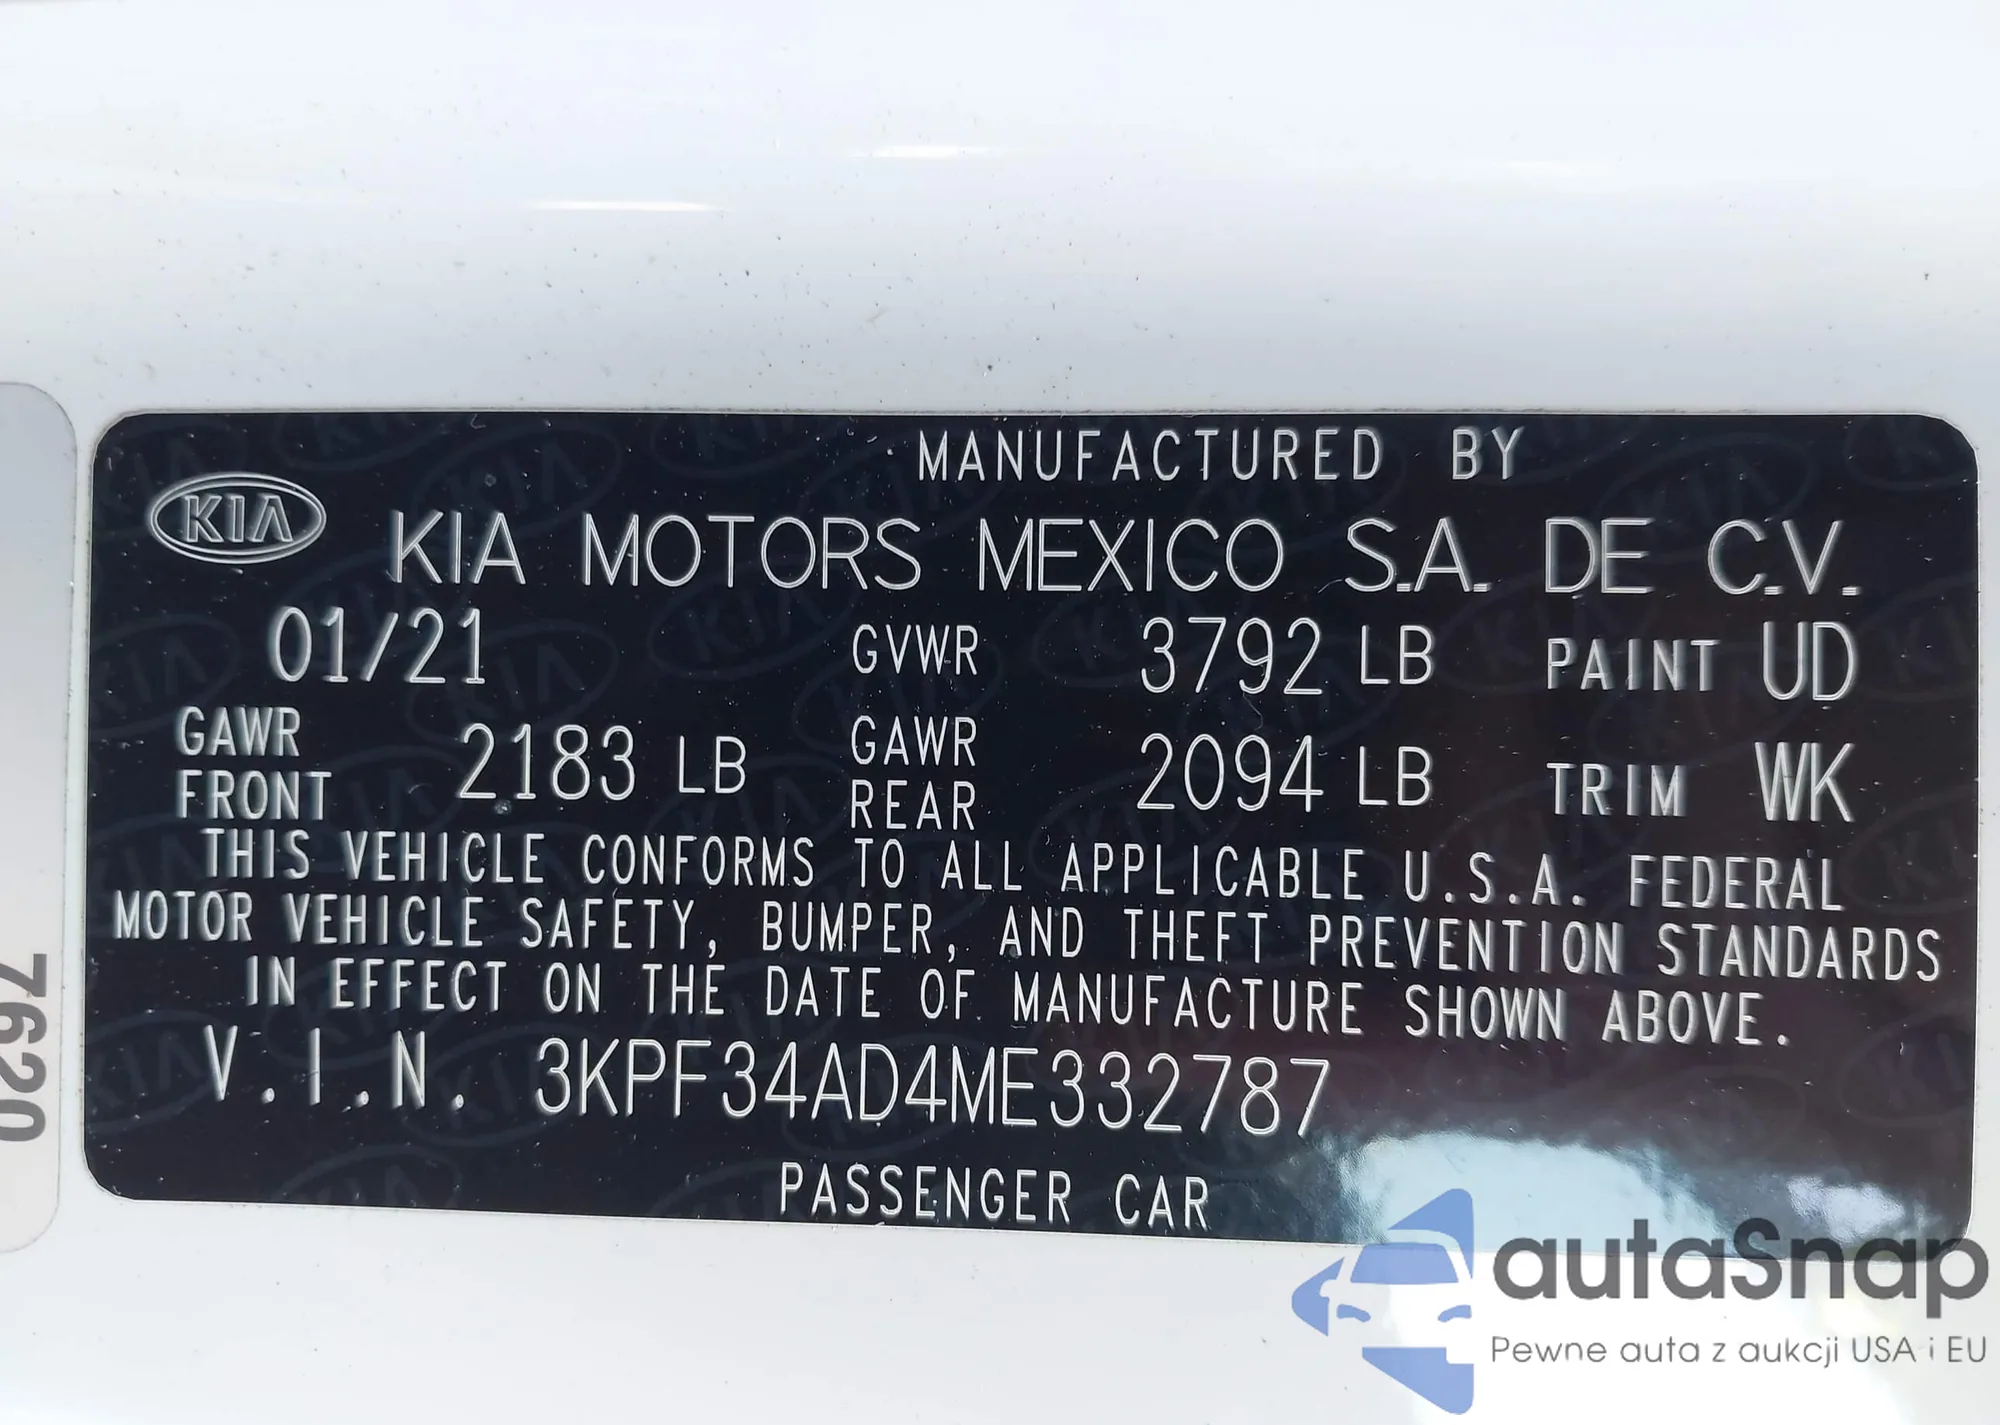 MANUFACTURED BY
KIA KIA MOTORS MEXICO S.A. DE C.V.
01/21 GVWR 3792 LB PAINT UD
GAWR FRONT 2183 LB GAWR REAR 2094 LB TRIM WK
THIS VEHICLE CONFORMS TO ALL APPLICABLE U.S.A. FEDERAL
MOTOR VEHICLE SAFETY, BUMPER, AND THEFT PREVENTION STANDARDS
IN EFFECT ON THE DATE OF MANUFACTURE SHOWN ABOVE.
V.I.N. 3KPF34AD4ME332787
PASSENGER CAR
7620
autaSnap
Pewne auta z aukcji USA i EU